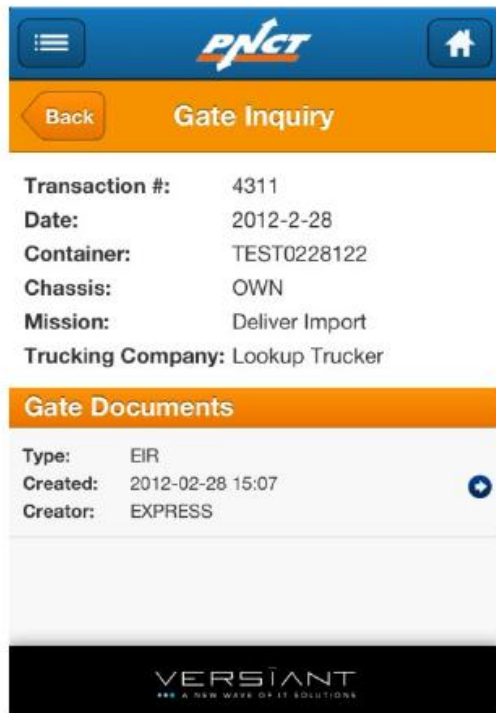 PNCT
Back
Gate Inquiry
Transaction #: 4311
Date: 2012-2-28
Container: TEST0228122
Chassis: OWN
Mission: Deliver Import
Trucking Company: Lookup Trucker
Gate Documents
Type: EIR
Created: 2012-02-28 15:07
Creator: EXPRESS
VERSIANT
A NEW WAVE OF IT SOLUTIONS